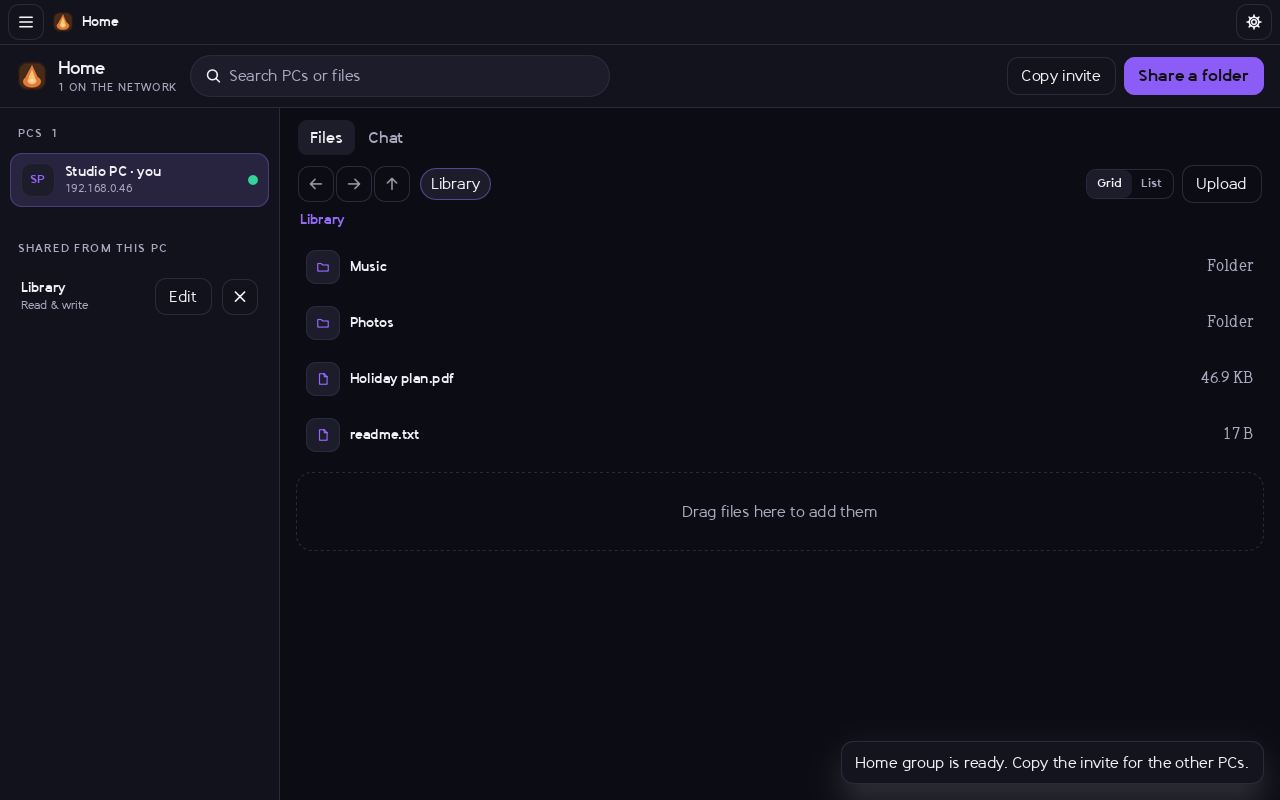 Home
Home
1 ON THE NETWORK
Search PCs or files
Copy invite
Share a folder
PCS 1
SP
Studio PC · you
192.168.0.46
SHARED FROM THIS PC
Library
Read & write
Edit
Files
Chat
Library
Grid
List
Upload
Library
Music
Folder
Photos
Folder
Holiday plan.pdf
46.9 KB
readme.txt
17 B
Drag files here to add them
Home group is ready. Copy the invite for the other PCs.